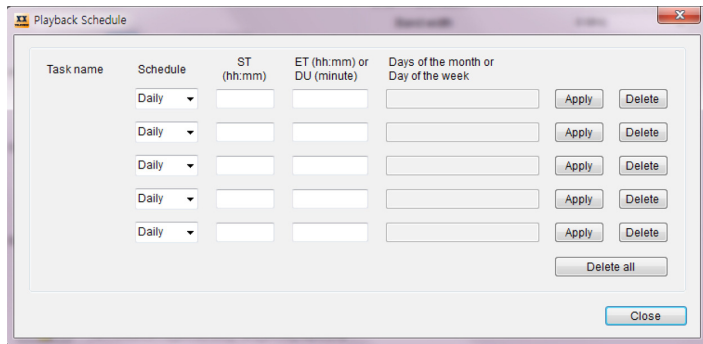 Playback Schedule
Task name Schedule ST (hh:mm) ET (hh:mm) or DU (minute) Days of the month or Day of the week
Daily Apply Delete
Daily Apply Delete
Daily Apply Delete
Daily Apply Delete
Daily Apply Delete
Delete all
Close